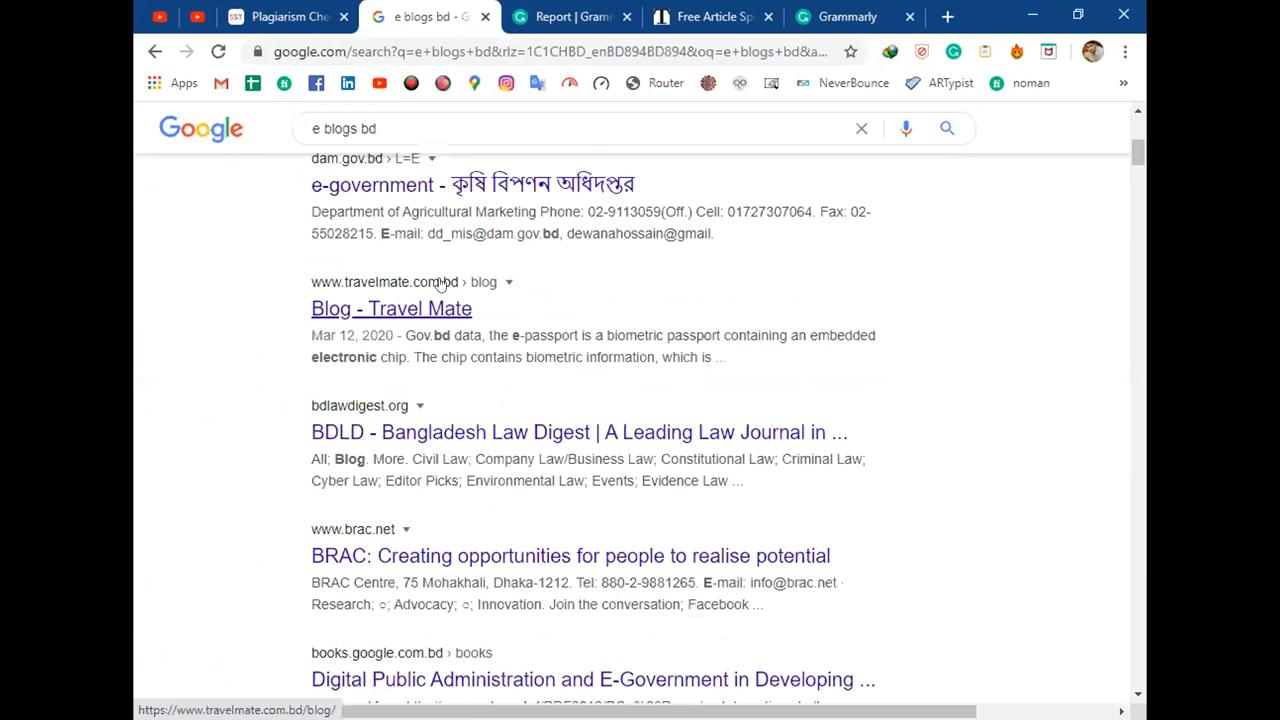 Plagiarism Che
e blogs bd - G
Report | Gramm
Free Article Sp
Grammarly
google.com/search?q=e+blogs+bd&rlz=1C1CHBD_enBD894BD894&oq=e+blogs+bd&a...
Apps
Router
NeverBounce
ARTypist
noman
»
Google
e blogs bd
dam.gov.bd › L=E
e-government - কৃষি বিপণন অধিদপ্তর
Department of Agricultural Marketing Phone: 02-9113059(Off.) Cell: 01727307064. Fax: 02-
55028215. E-mail: dd_mis@dam.gov.bd, dewanahossain@gmail.
www.travelmate.com.bd › blog
Blog - Travel Mate
Mar 12, 2020 - Gov.bd data, the e-passport is a biometric passport containing an embedded
electronic chip. The chip contains biometric information, which is ...
bdlawdigest.org
BDLD - Bangladesh Law Digest | A Leading Law Journal in ...
All; Blog. More. Civil Law; Company Law/Business Law; Constitutional Law; Criminal Law;
Cyber Law; Editor Picks; Environmental Law; Events; Evidence Law ...
www.brac.net
BRAC: Creating opportunities for people to realise potential
BRAC Centre, 75 Mohakhali, Dhaka-1212. Tel: 880-2-9881265. E-mail: info@brac.net ·
Research; ○; Advocacy; ○; Innovation. Join the conversation; Facebook ...
books.google.com.bd › books
Digital Public Administration and E-Government in Developing ...
https://www.travelmate.com.bd/blog/